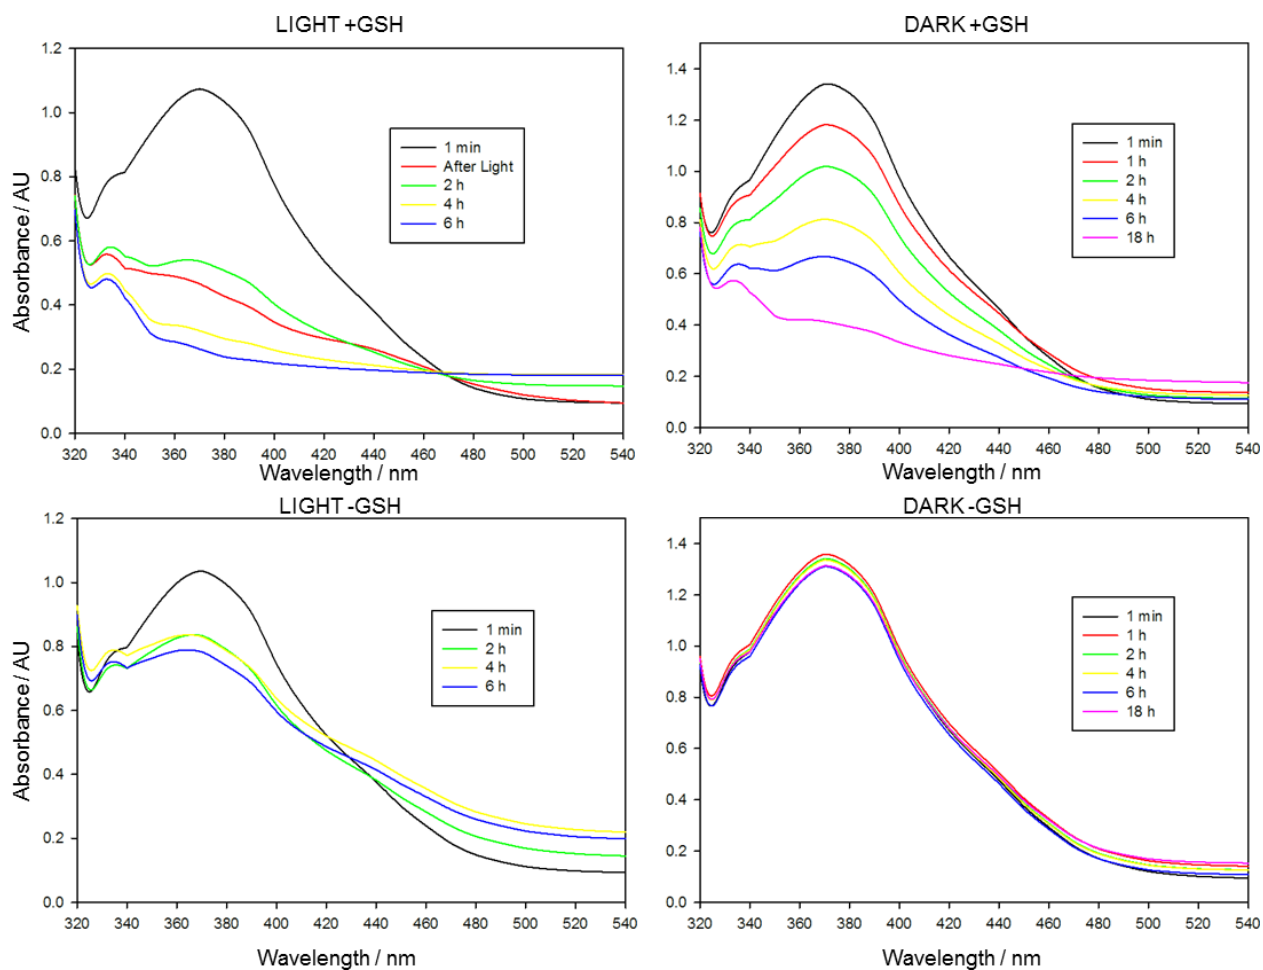 LIGHT +GSH
1.2
1.0
0.8
0.6
0.4
0.2
0.0
Absorbance / AU
1 min
After Light
2 h
4 h
6 h
320 340 360 380 400 420 440 460 480 500 520 540
Wavelength / nm
DARK +GSH
1.4
1.2
1.0
0.8
0.6
0.4
0.2
0.0
1 min
1 h
2 h
4 h
6 h
18 h
320 340 360 380 400 420 440 460 480 500 520 540
Wavelength / nm
LIGHT -GSH
1.2
1.0
0.8
0.6
0.4
0.2
0.0
Absorbance / AU
1 min
2 h
4 h
6 h
320 340 360 380 400 420 440 460 480 500 520 540
Wavelength / nm
DARK -GSH
1.4
1.2
1.0
0.8
0.6
0.4
0.2
0.0
1 min
1 h
2 h
4 h
6 h
18 h
320 340 360 380 400 420 440 460 480 500 520 540
Wavelength / nm